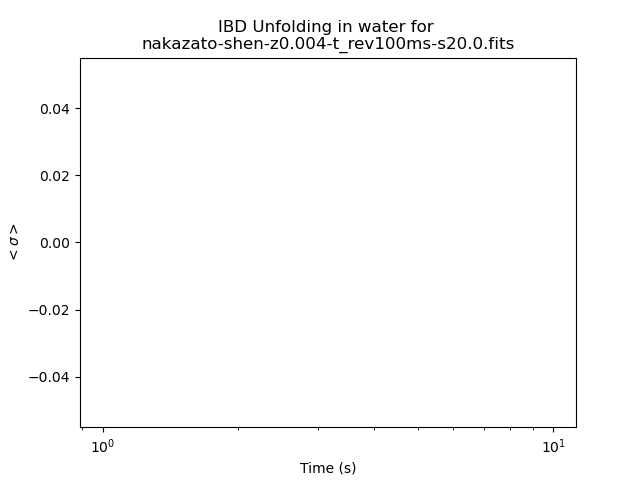 IBD Unfolding in water for
nakazato-shen-z0.004-t_rev100ms-s20.0.fits
0.04
0.02
0.00
−0.02
−0.04
< σ >
10⁰
10¹
Time (s)